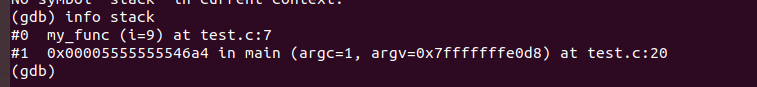 No symbol "stack" in current context.
(gdb) info stack
#0  my_func (i=9) at test.c:7
#1  0x00005555555546a4 in main (argc=1, argv=0x7fffffffe0d8) at test.c:20
(gdb)